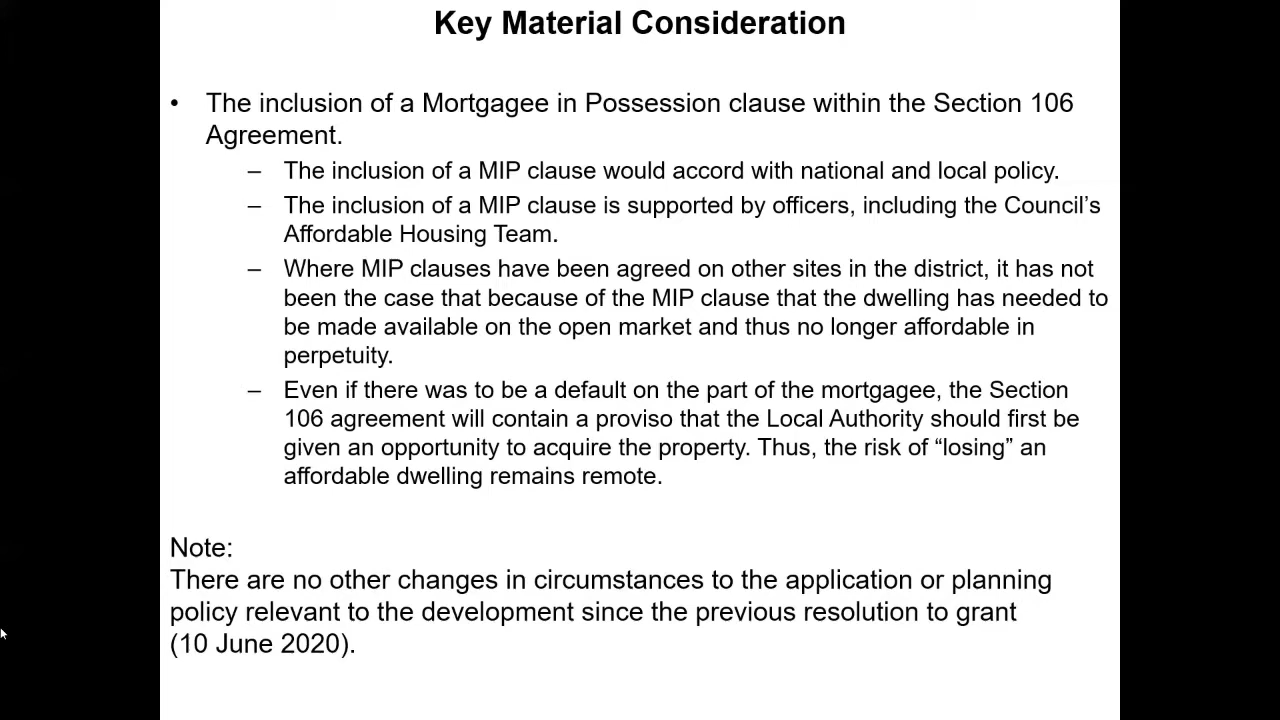 Key Material Consideration
• The inclusion of a Mortgagee in Possession clause within the Section 106
Agreement.
– The inclusion of a MIP clause would accord with national and local policy.
– The inclusion of a MIP clause is supported by officers, including the Council’s
Affordable Housing Team.
– Where MIP clauses have been agreed on other sites in the district, it has not
been the case that because of the MIP clause that the dwelling has needed to
be made available on the open market and thus no longer affordable in
perpetuity.
– Even if there was to be a default on the part of the mortgagee, the Section
106 agreement will contain a proviso that the Local Authority should first be
given an opportunity to acquire the property. Thus, the risk of “losing” an
affordable dwelling remains remote.
Note:
There are no other changes in circumstances to the application or planning
policy relevant to the development since the previous resolution to grant
(10 June 2020).